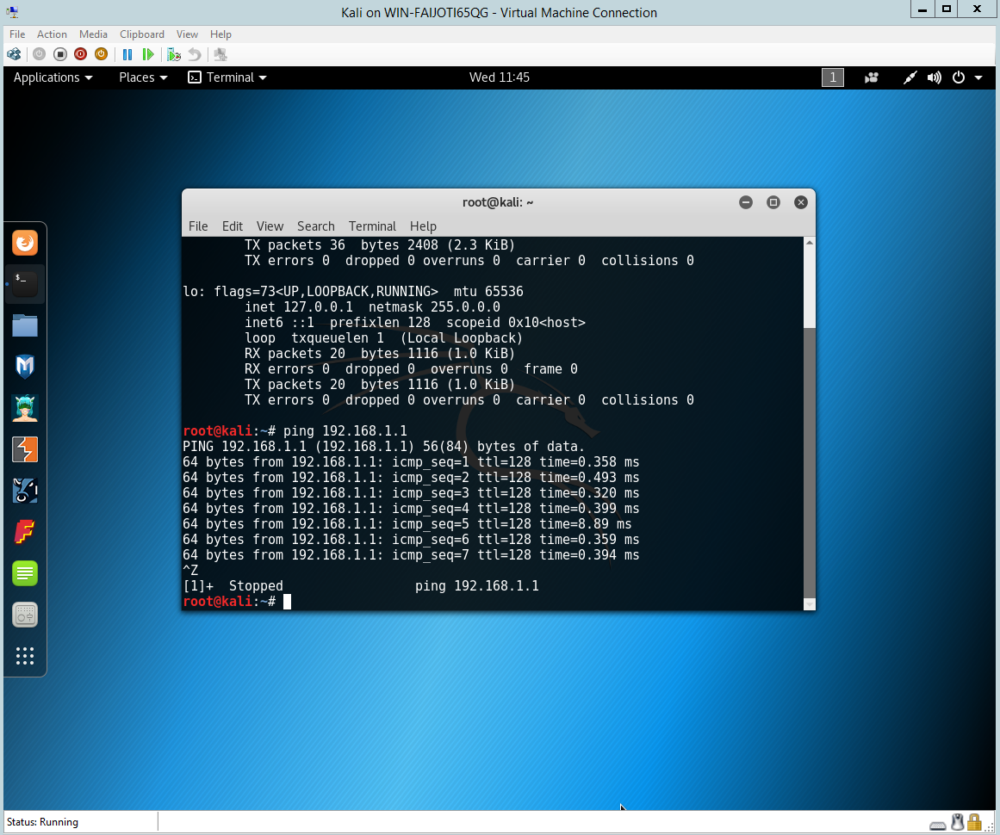 Kali on WIN-FAIJOTI65QG - Virtual Machine Connection
File Action Media Clipboard View Help
Applications Places Terminal Wed 11:45 1
root@kali: ~
File Edit View Search Terminal Help
TX packets 36  bytes 2408 (2.3 KiB)
TX errors 0  dropped 0 overruns 0  carrier 0  collisions 0
lo: flags=73<UP,LOOPBACK,RUNNING>  mtu 65536
inet 127.0.0.1  netmask 255.0.0.0
inet6 ::1  prefixlen 128  scopeid 0x10<host>
loop  txqueuelen 1  (Local Loopback)
RX packets 20  bytes 1116 (1.0 KiB)
RX errors 0  dropped 0  overruns 0  frame 0
TX packets 20  bytes 1116 (1.0 KiB)
TX errors 0  dropped 0 overruns 0  carrier 0  collisions 0
root@kali:~# ping 192.168.1.1
PING 192.168.1.1 (192.168.1.1) 56(84) bytes of data.
64 bytes from 192.168.1.1: icmp_seq=1 ttl=128 time=0.358 ms
64 bytes from 192.168.1.1: icmp_seq=2 ttl=128 time=0.493 ms
64 bytes from 192.168.1.1: icmp_seq=3 ttl=128 time=0.320 ms
64 bytes from 192.168.1.1: icmp_seq=4 ttl=128 time=0.399 ms
64 bytes from 192.168.1.1: icmp_seq=5 ttl=128 time=8.89 ms
64 bytes from 192.168.1.1: icmp_seq=6 ttl=128 time=0.359 ms
64 bytes from 192.168.1.1: icmp_seq=7 ttl=128 time=0.394 ms
^Z
[1]+  Stopped                 ping 192.168.1.1
root@kali:~#
Status: Running